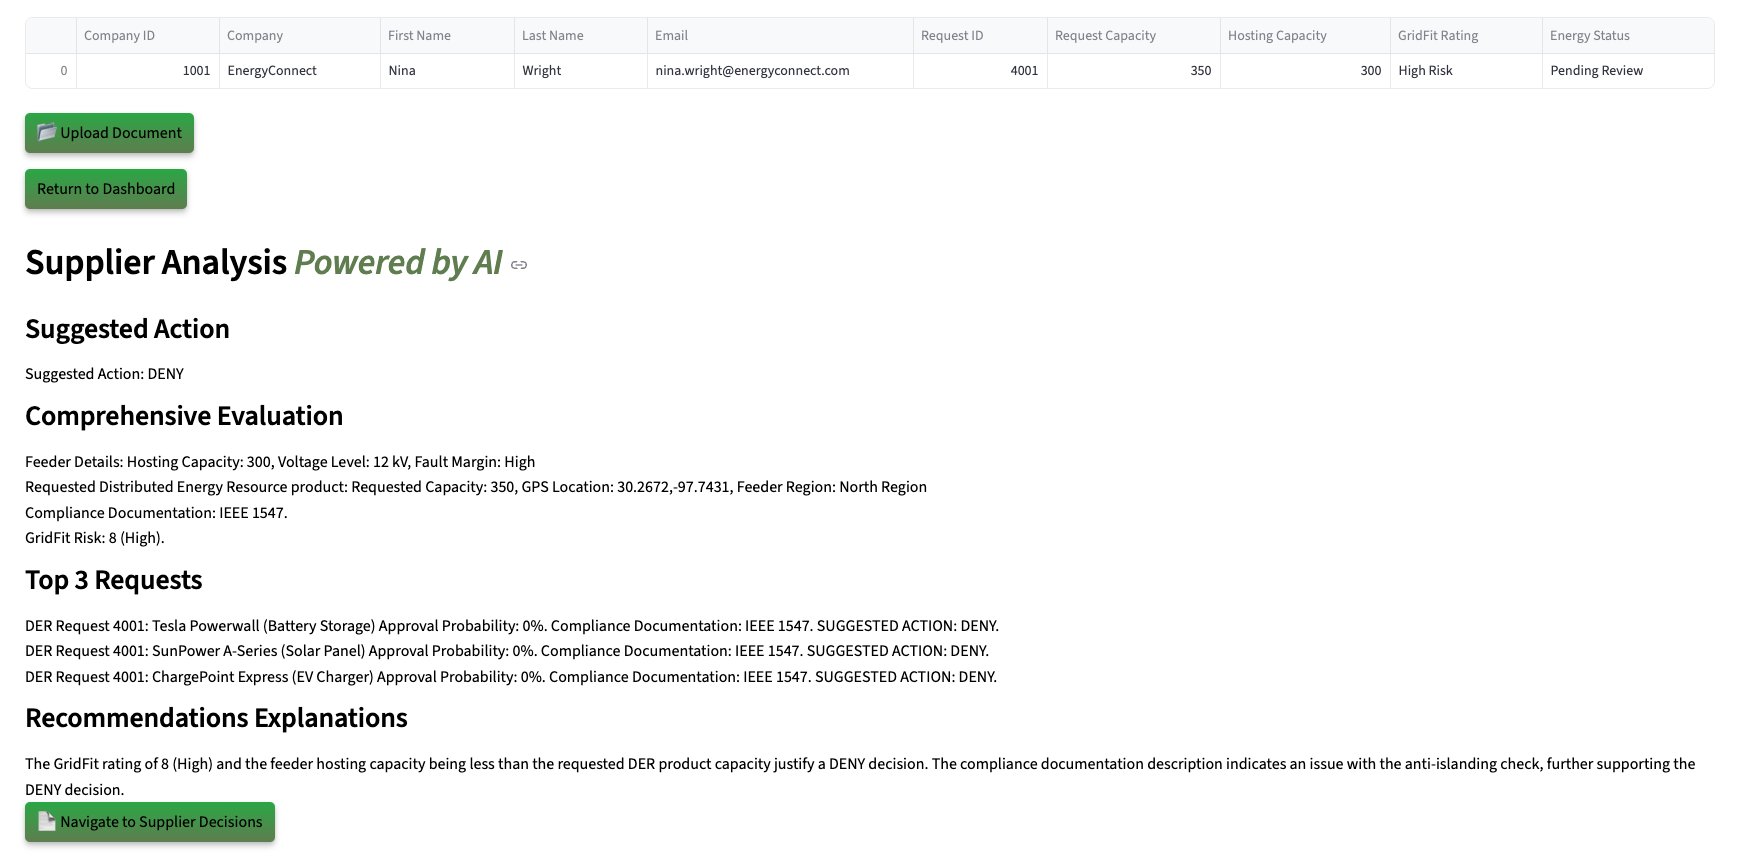 Company ID Company First Name Last Name Email Request ID Request Capacity Hosting Capacity GridFit Rating Energy Status
0 1001 EnergyConnect Nina Wright nina.wright@energyconnect.com 4001 350 300 High Risk Pending Review
Upload Document
Return to Dashboard
Supplier Analysis Powered by AI
Suggested Action
Suggested Action: DENY
Comprehensive Evaluation
Feeder Details: Hosting Capacity: 300, Voltage Level: 12 kV, Fault Margin: High
Requested Distributed Energy Resource product: Requested Capacity: 350, GPS Location: 30.2672,-97.7431, Feeder Region: North Region
Compliance Documentation: IEEE 1547.
GridFit Risk: 8 (High).
Top 3 Requests
DER Request 4001: Tesla Powerwall (Battery Storage) Approval Probability: 0%. Compliance Documentation: IEEE 1547. SUGGESTED ACTION: DENY.
DER Request 4001: SunPower A-Series (Solar Panel) Approval Probability: 0%. Compliance Documentation: IEEE 1547. SUGGESTED ACTION: DENY.
DER Request 4001: ChargePoint Express (EV Charger) Approval Probability: 0%. Compliance Documentation: IEEE 1547. SUGGESTED ACTION: DENY.
Recommendations Explanations
The GridFit rating of 8 (High) and the feeder hosting capacity being less than the requested DER product capacity justify a DENY decision. The compliance documentation description indicates an issue with the anti-islanding check, further supporting the
DENY decision.
Navigate to Supplier Decisions